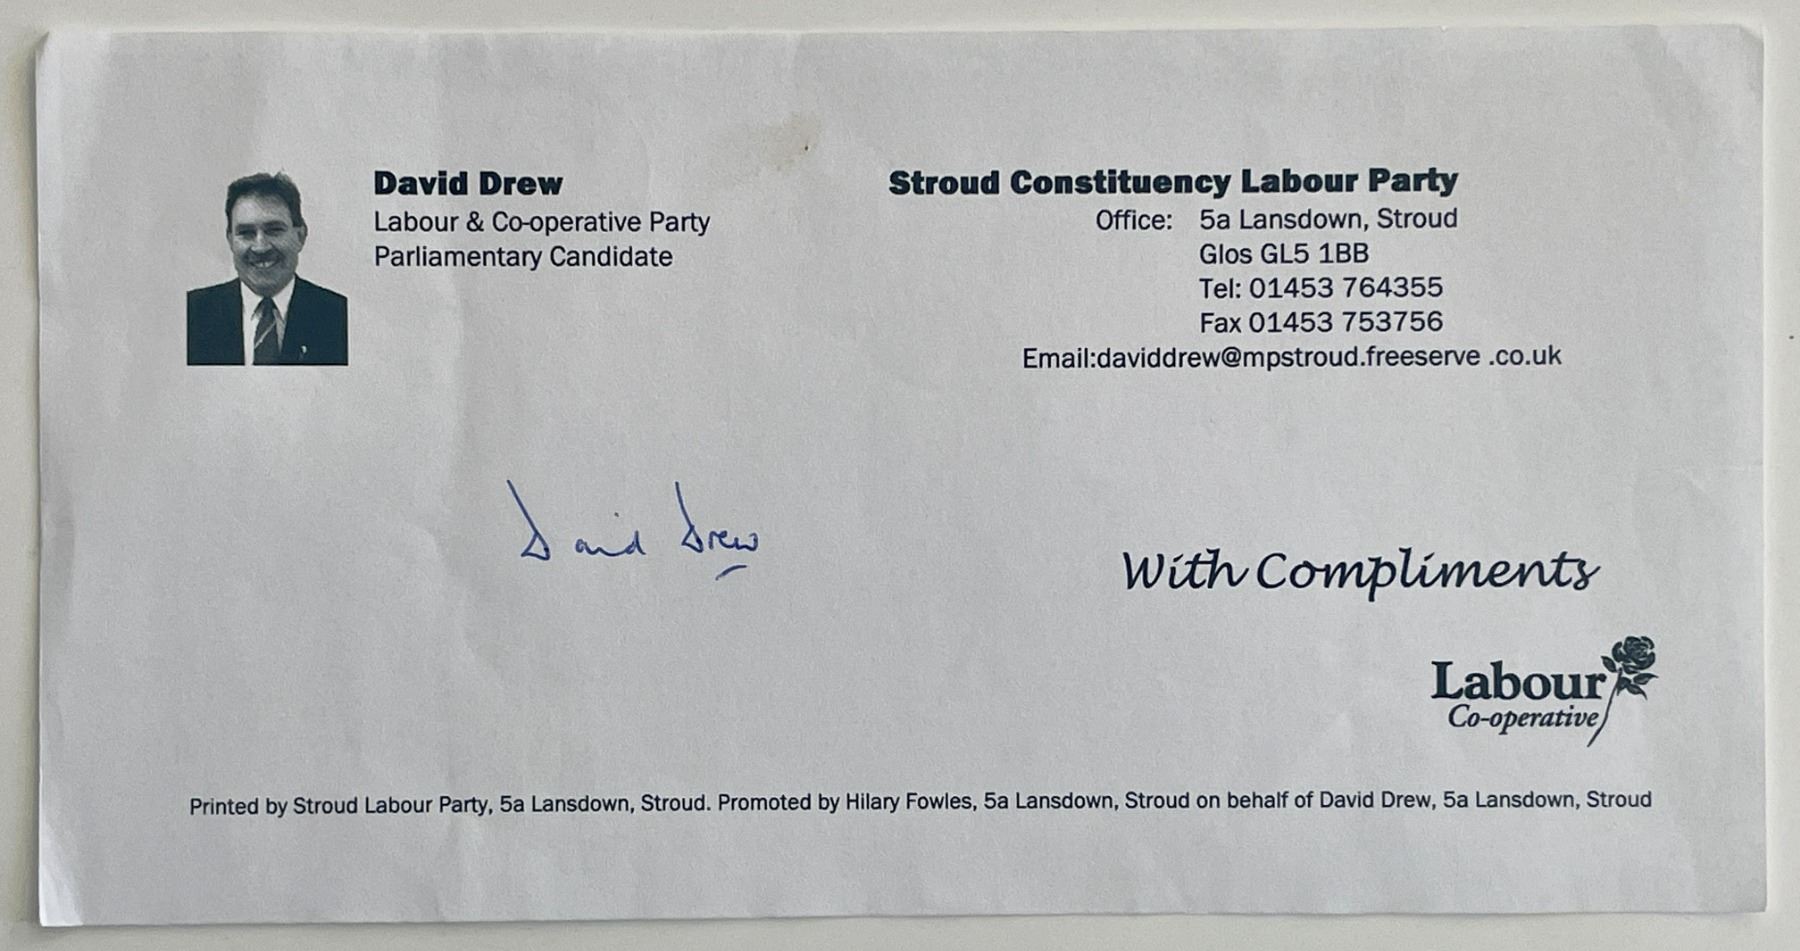 David Drew
Labour & Co-operative Party
Parliamentary Candidate
Stroud Constituency Labour Party
Office: 5a Lansdown, Stroud
Glos GL5 1BB
Tel: 01453 764355
Fax 01453 753756
Email:daviddrew@mpstroud.freeserve .co.uk
David Drew
With Compliments
Labour
Co-operative
Printed by Stroud Labour Party, 5a Lansdown, Stroud. Promoted by Hilary Fowles, 5a Lansdown, Stroud on behalf of David Drew, 5a Lansdown, Stroud